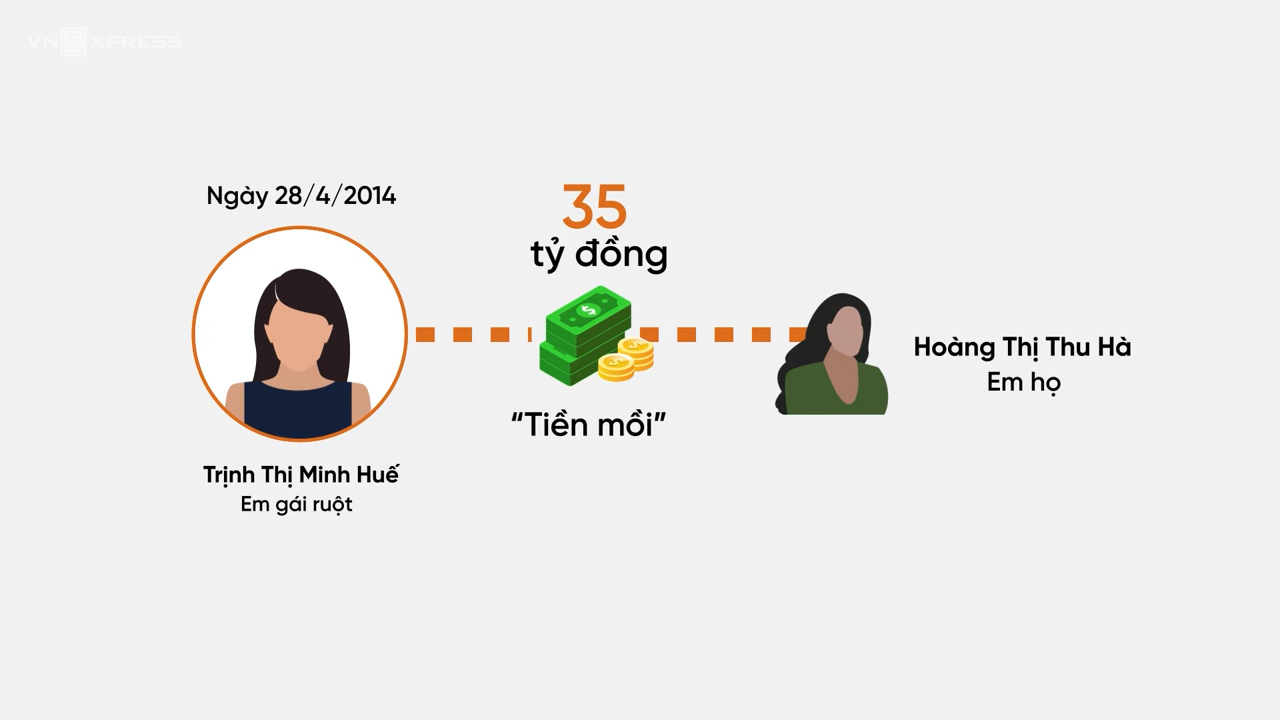 VNEXPRESS
Ngày 28/4/2014
35
tỷ đồng
“Tiền mồi”
Trịnh Thị Minh Huế
Em gái ruột
Hoàng Thị Thu Hà
Em họ